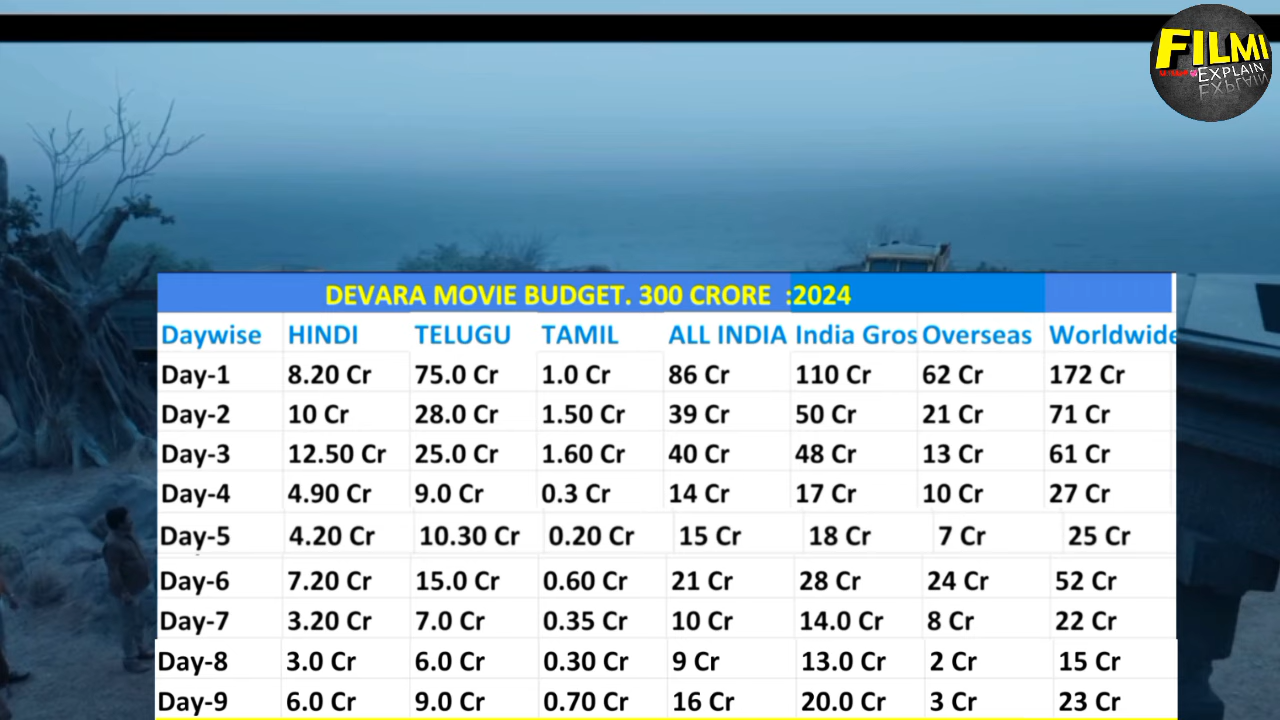 FILMI
EXPLAIN
DEVARA MOVIE BUDGET. 300 CRORE :2024
Daywise HINDI TELUGU TAMIL ALL INDIA India Gros Overseas Worldwide
Day-1 8.20 Cr 75.0 Cr 1.0 Cr 86 Cr 110 Cr 62 Cr 172 Cr
Day-2 10 Cr 28.0 Cr 1.50 Cr 39 Cr 50 Cr 21 Cr 71 Cr
Day-3 12.50 Cr 25.0 Cr 1.60 Cr 40 Cr 48 Cr 13 Cr 61 Cr
Day-4 4.90 Cr 9.0 Cr 0.3 Cr 14 Cr 17 Cr 10 Cr 27 Cr
Day-5 4.20 Cr 10.30 Cr 0.20 Cr 15 Cr 18 Cr 7 Cr 25 Cr
Day-6 7.20 Cr 15.0 Cr 0.60 Cr 21 Cr 28 Cr 24 Cr 52 Cr
Day-7 3.20 Cr 7.0 Cr 0.35 Cr 10 Cr 14.0 Cr 8 Cr 22 Cr
Day-8 3.0 Cr 6.0 Cr 0.30 Cr 9 Cr 13.0 Cr 2 Cr 15 Cr
Day-9 6.0 Cr 9.0 Cr 0.70 Cr 16 Cr 20.0 Cr 3 Cr 23 Cr